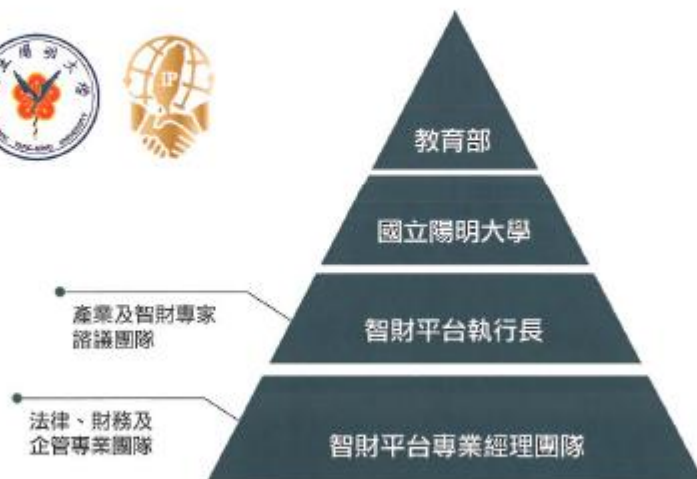 IP
教育部
國立陽明大學
產業及智財專家
諮議團隊
智財平台執行長
法律、財務及
企管專業團隊
智財平台專業經理團隊